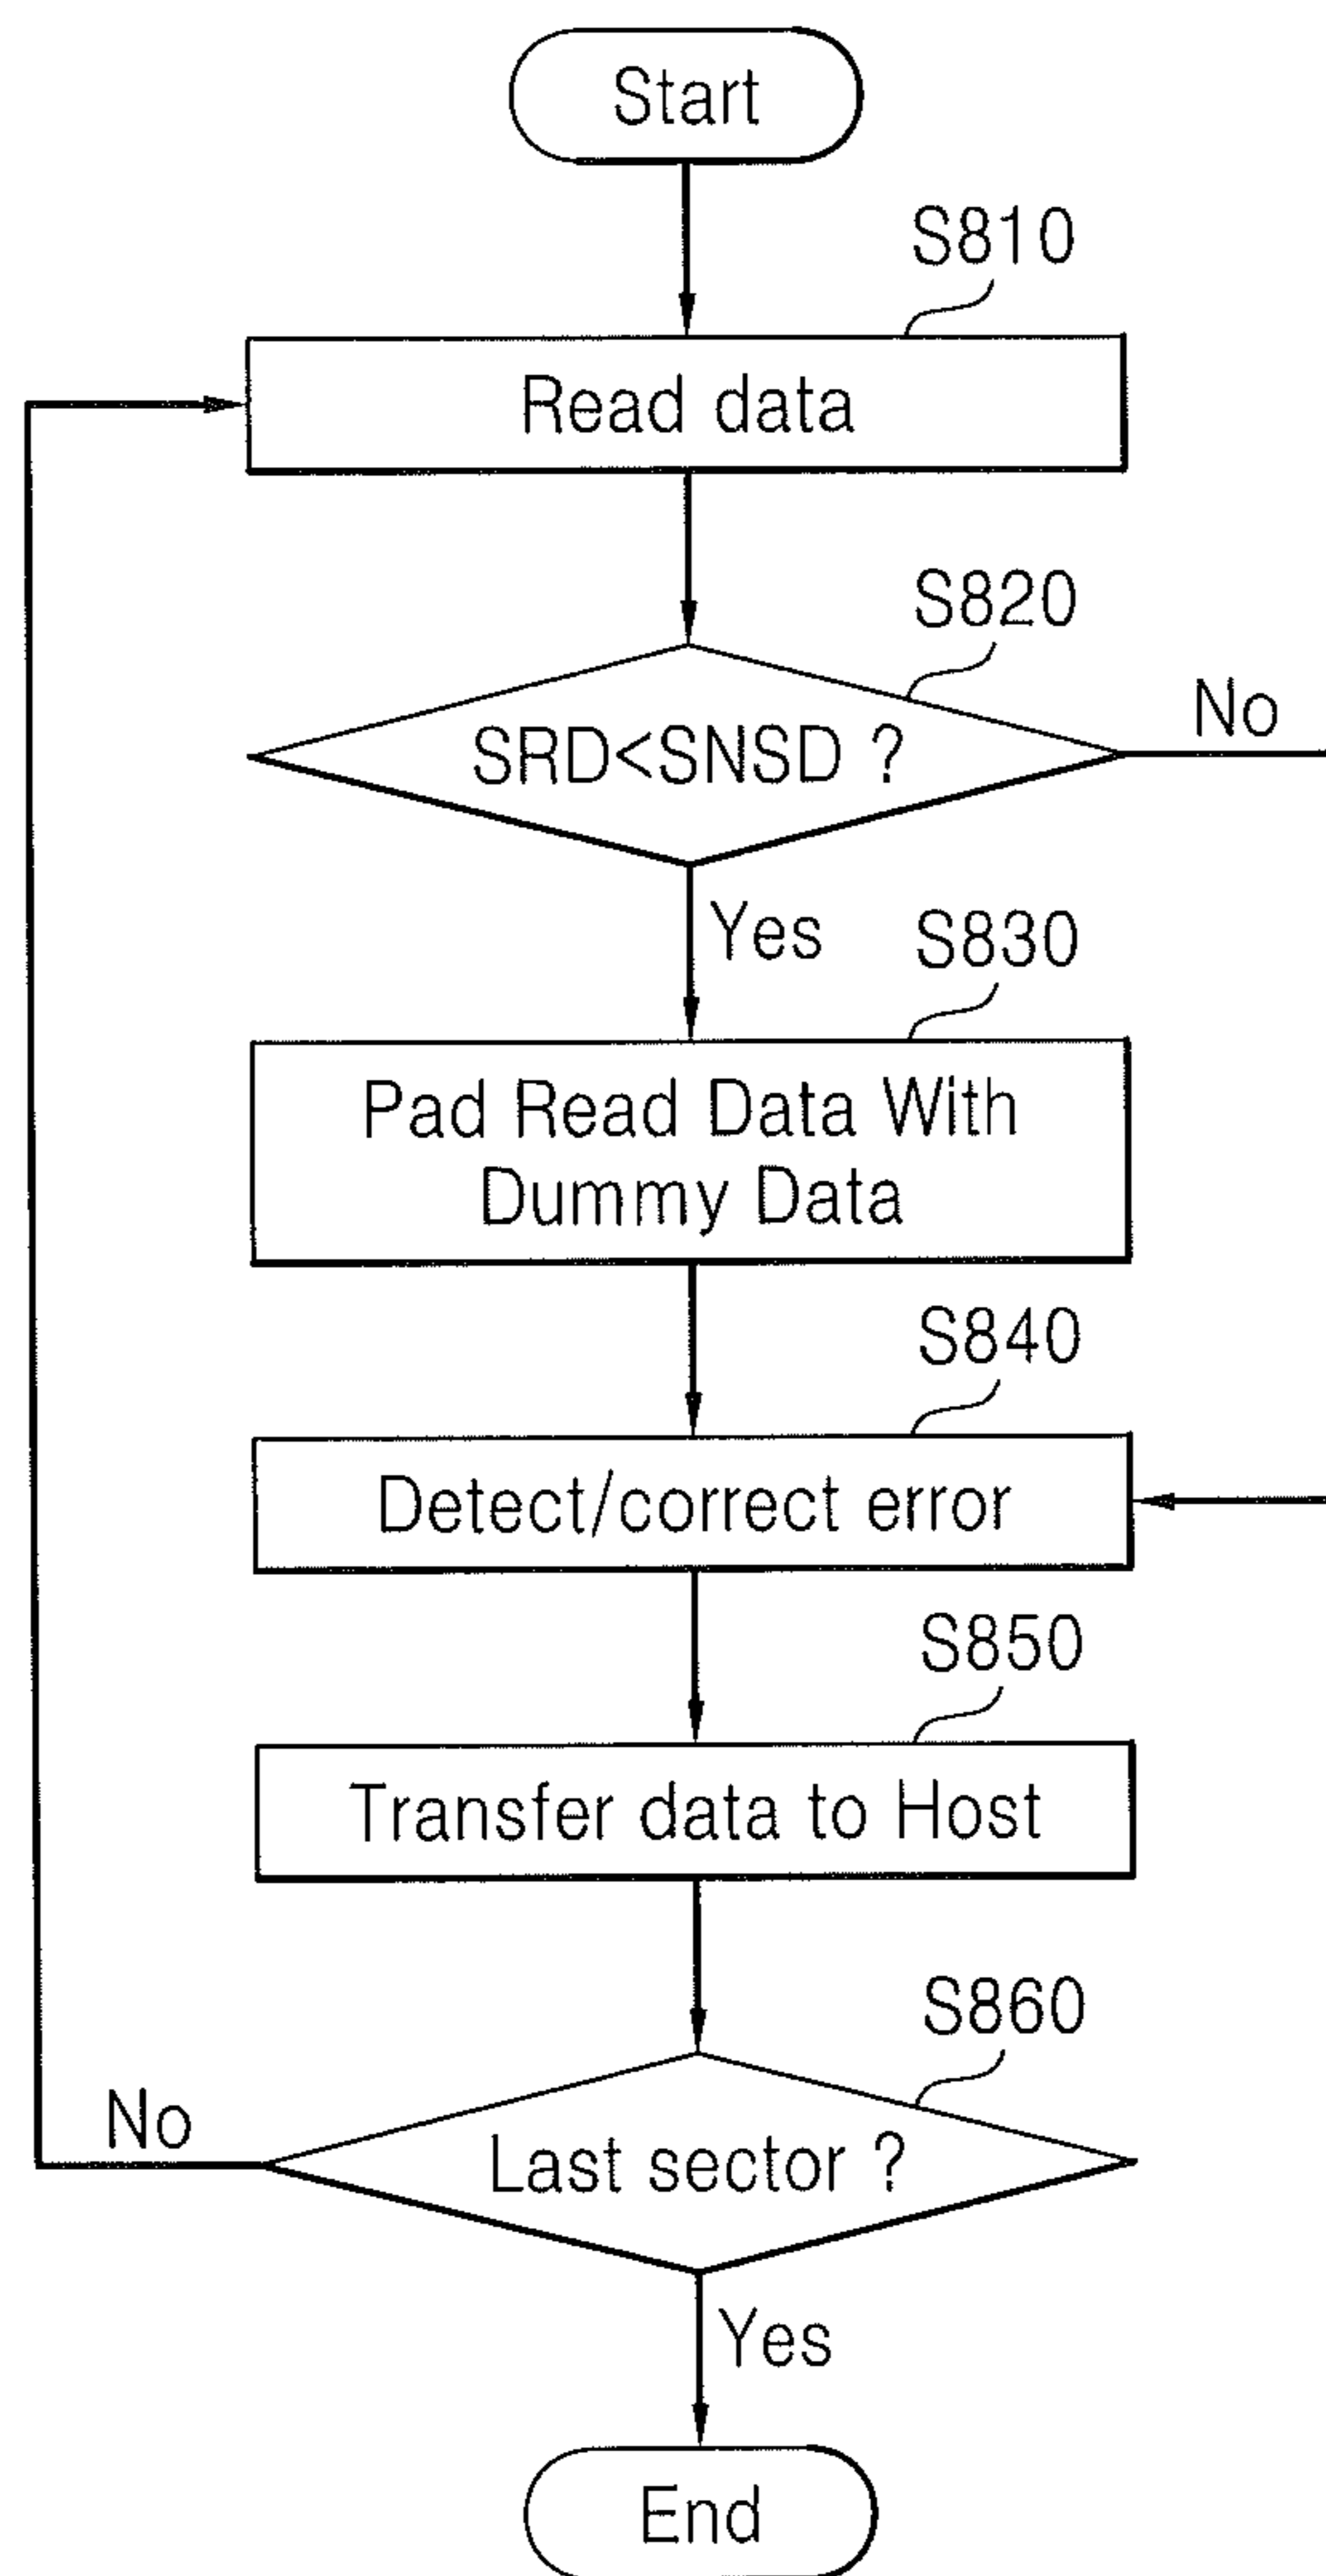 Start
S810
Read data
S820
SRD<SNSD ?
No
Yes
S830
Pad Read Data With
Dummy Data
S840
Detect/correct error
S850
Transfer data to Host
S860
Last sector ?
No
Yes
End